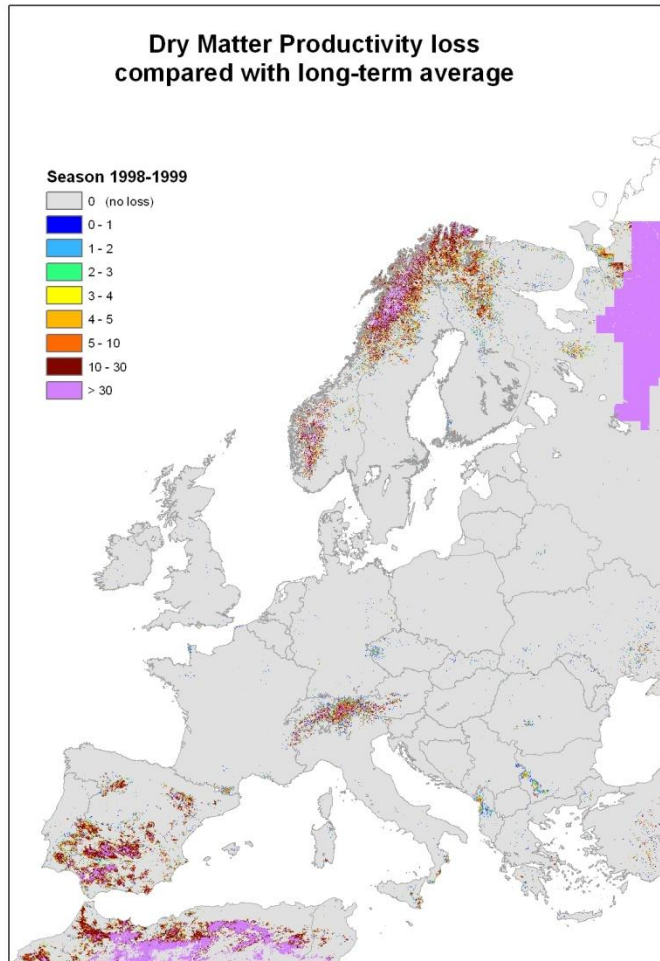 Dry Matter Productivity loss
compared with long-term average
Season 1998-1999
0 (no loss)
0 - 1
1 - 2
2 - 3
3 - 4
4 - 5
5 - 10
10 - 30
> 30